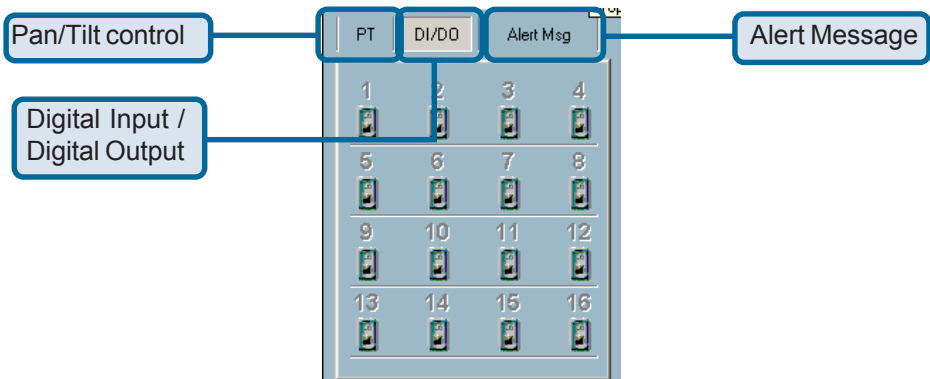 Pan/Tilt control
PT
DI/DO
Alert Msg
Alert Message
Digital Input /
Digital Output
1 2 3 4
5 6 7 8
9 10 11 12
13 14 15 16